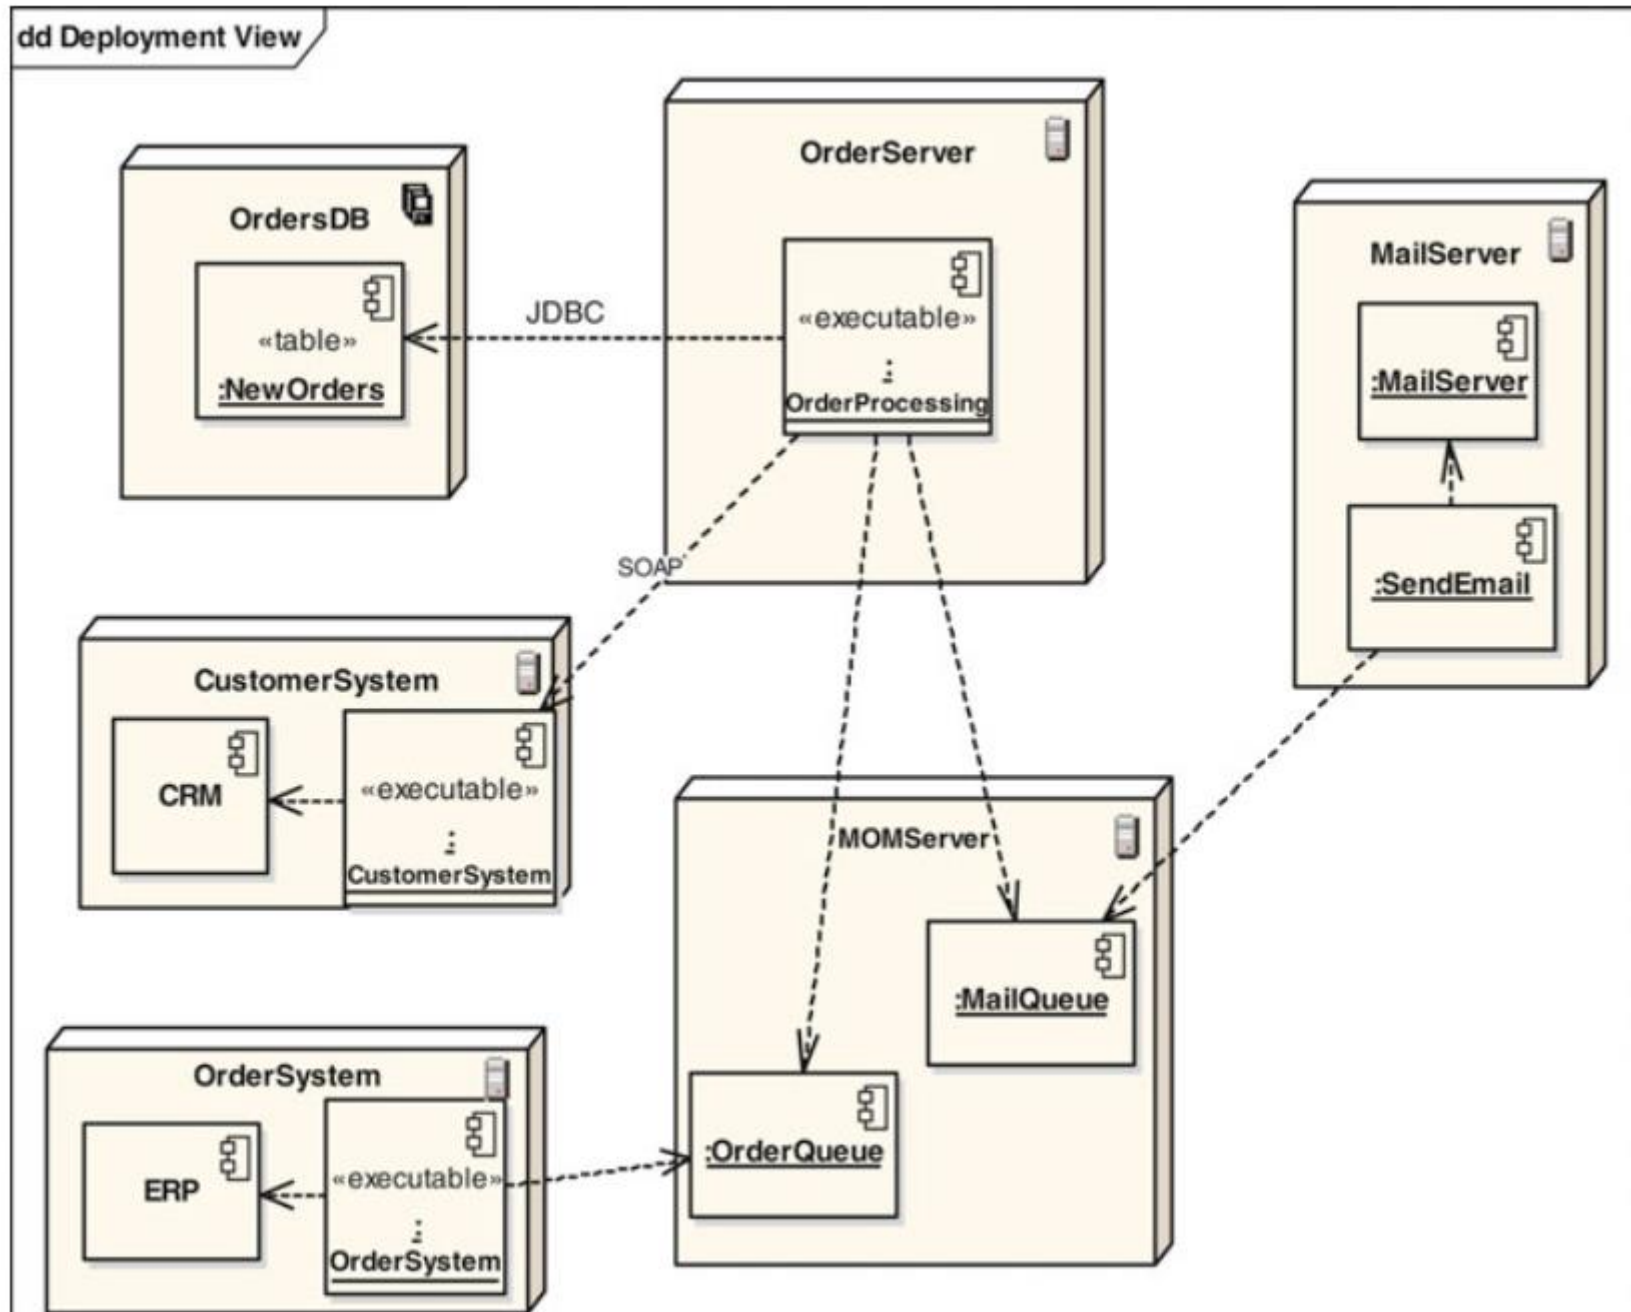 dd Deployment View
OrderServer
OrdersDB
MailServer
«table»
:NewOrders
JDBC
«executable»
:
OrderProcessing
:MailServer
:SendEmail
SOAP
CustomerSystem
CRM
«executable»
:
CustomerSystem
MOMServer
:MailQueue
:OrderQueue
OrderSystem
ERP
«executable»
:
OrderSystem